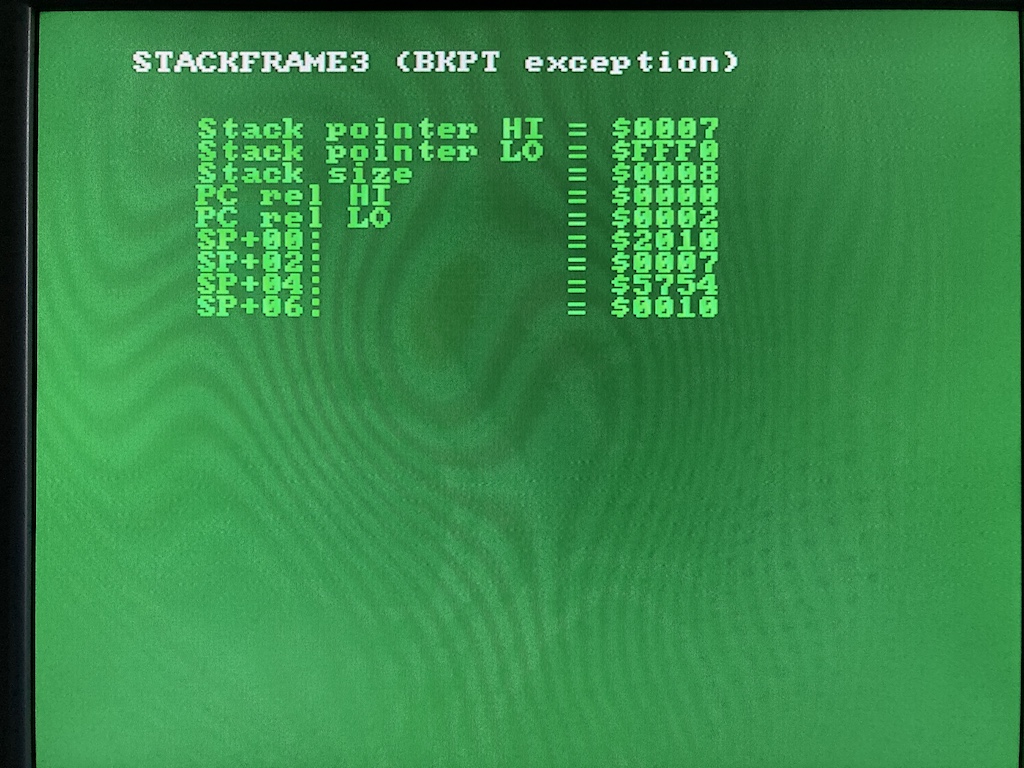 STACKFRAME3 (BKPT exception)
Stack pointer HI = $0007
Stack pointer LO = $FFF0
Stack size = $0008
PC rel HI = $0000
PC rel LO = $0002
SP+00: = $2010
SP+02: = $0007
SP+04: = $5754
SP+06: = $0010